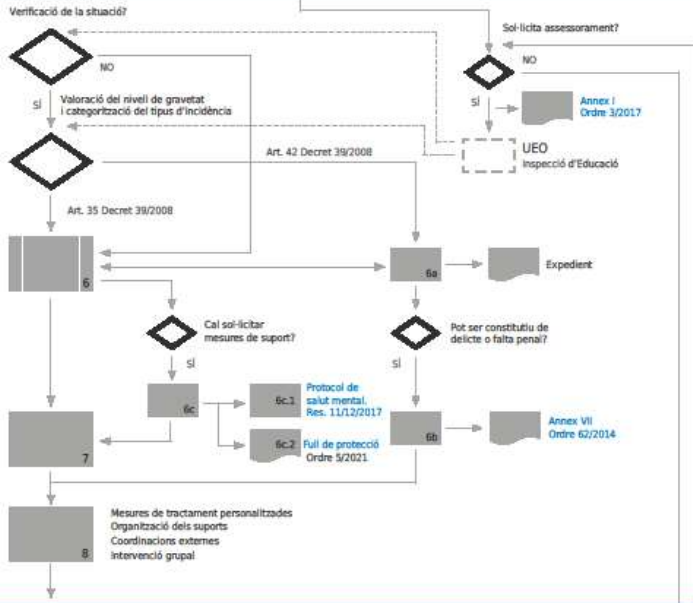 Verificació de la situació?
Sol·licita assessorament?
NO
NO
SÍ
Valoració del nivell de gravetat
i categorització del tipus d'incidència
SÍ
Annex I
Ordre 3/2017
UEO
Inspecció d'Educació
Art. 42 Decret 39/2008
Art. 35 Decret 39/2008
6
6a
Expedient
Cal sol·licitar
mesures de suport?
Pot ser constitutiu de
delicte o falta penal?
SÍ
SÍ
6c
6c.1
Protocol de
salut mental.
Res. 11/12/2017
6c.2
Full de protecció
Ordre 5/2021
6b
Annex VII
Ordre 62/2014
7
8
Mesures de tractament personalitzades
Organització dels suports
Coordinacions externes
Intervenció grupal